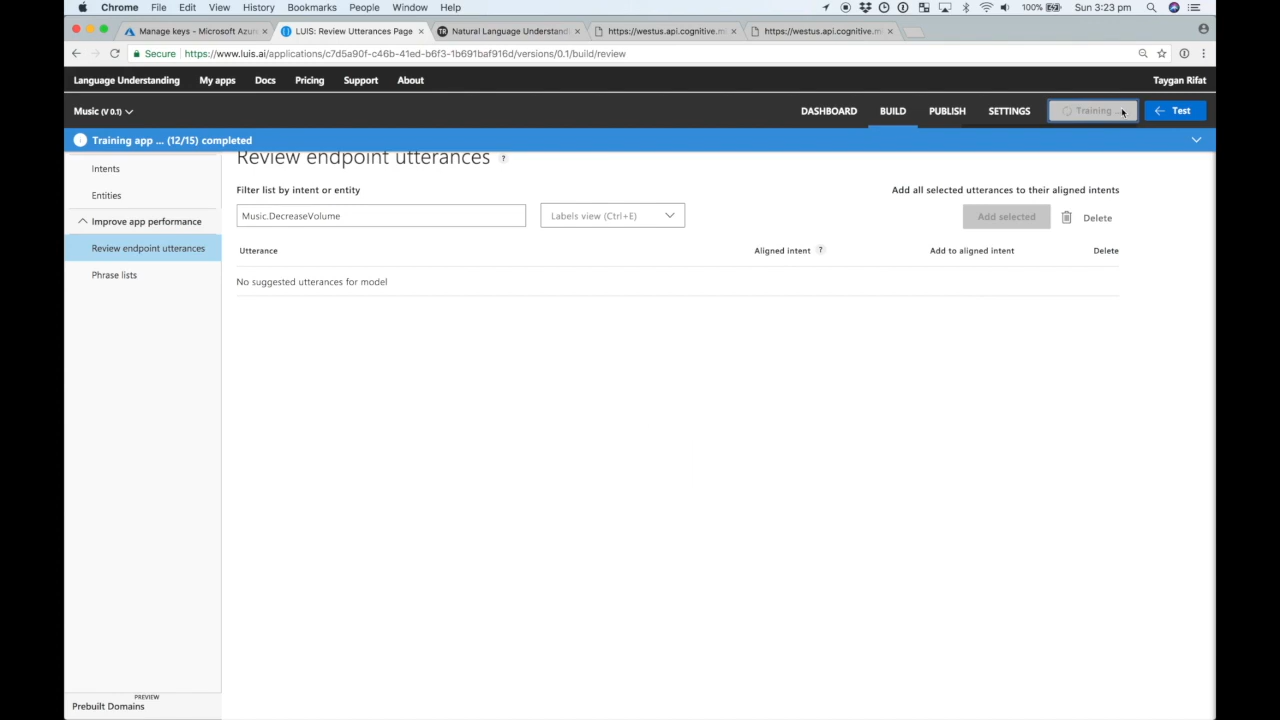 Chrome File Edit View History Bookmarks People Window Help 100% Sun 3:23 pm
Manage keys - Microsoft Azur LUIS: Review Utterances Page Natural Language Understandi https://westus.api.cognitive.m https://westus.api.cognitive.m
Secure https://www.luis.ai/applications/c7d5a90f-c46b-41ed-b6f3-1b691baf916d/versions/0.1/build/review
Language Understanding My apps Docs Pricing Support About Taygan Rifat
Music (V 0.1) DASHBOARD BUILD PUBLISH SETTINGS Training ... Test
Training app ... (12/15) completed
Intents
Entities
Improve app performance
Review endpoint utterances
Phrase lists
PREVIEW
Prebuilt Domains
Review endpoint utterances ?
Filter list by intent or entity Add all selected utterances to their aligned intents
Music.DecreaseVolume Labels view (Ctrl+E) Add selected Delete
Utterance Aligned intent ? Add to aligned intent Delete
No suggested utterances for model